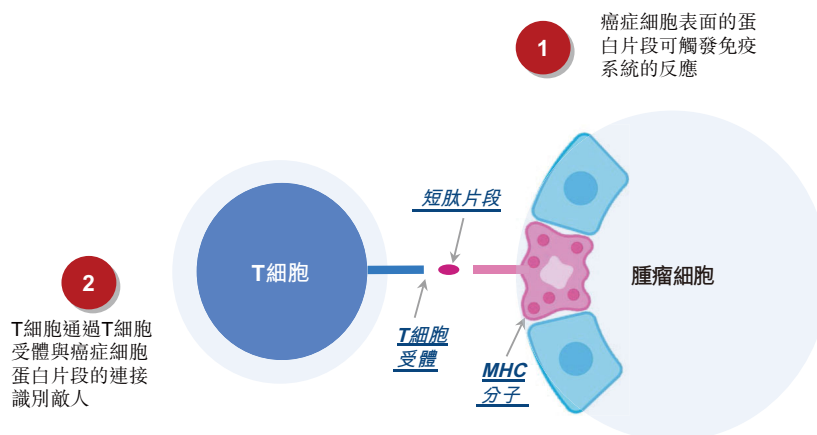 1
癌症細胞表面的蛋
白片段可觸發免疫
系統的反應
短肽片段
T細胞
腫瘤細胞
2
T細胞通過T細胞
受體與癌症細胞
蛋白片段的連接
識別敵人
T細胞
受體
MHC
分子